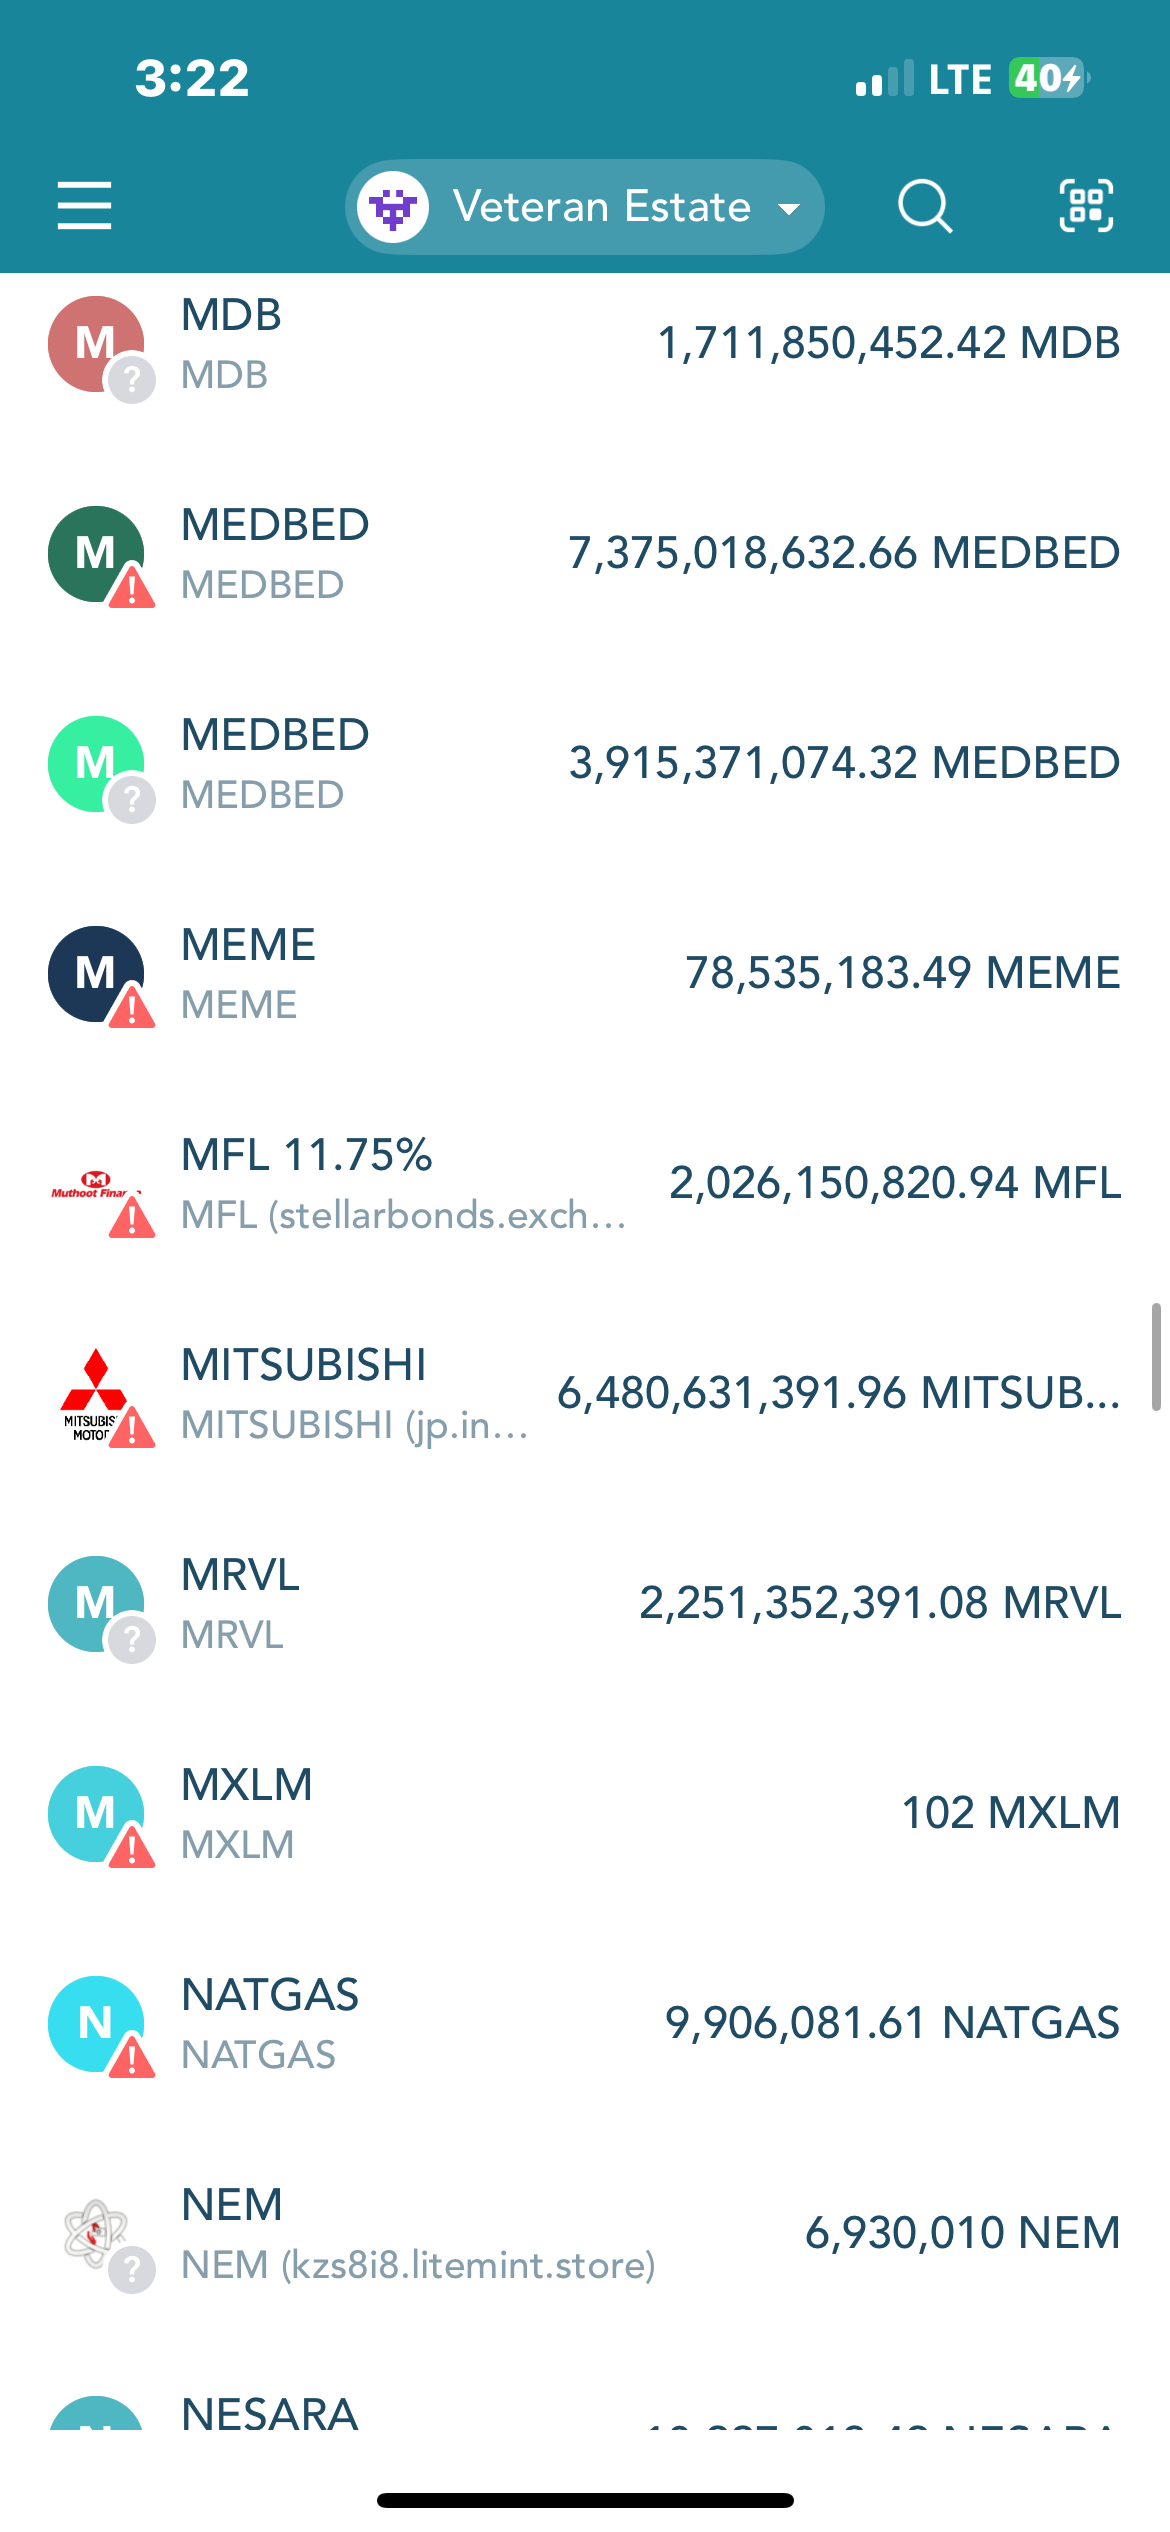 3:22
LTE 40
Veteran Estate
M
?
MDB
MDB
1,711,850,452.42 MDB
M
!
MEDBED
MEDBED
7,375,018,632.66 MEDBED
M
?
MEDBED
MEDBED
3,915,371,074.32 MEDBED
M
!
MEME
MEME
78,535,183.49 MEME
Muthoot Finan
!
MFL 11.75%
MFL (stellarbonds.exch...
2,026,150,820.94 MFL
MITSUBIS
MOTOR
!
MITSUBISHI
MITSUBISHI (jp.in...
6,480,631,391.96 MITSUB...
M
?
MRVL
MRVL
2,251,352,391.08 MRVL
M
!
MXLM
MXLM
102 MXLM
N
!
NATGAS
NATGAS
9,906,081.61 NATGAS
?
NEM
NEM (kzs8i8.litemint.store)
6,930,010 NEM
NESARA
NESARA